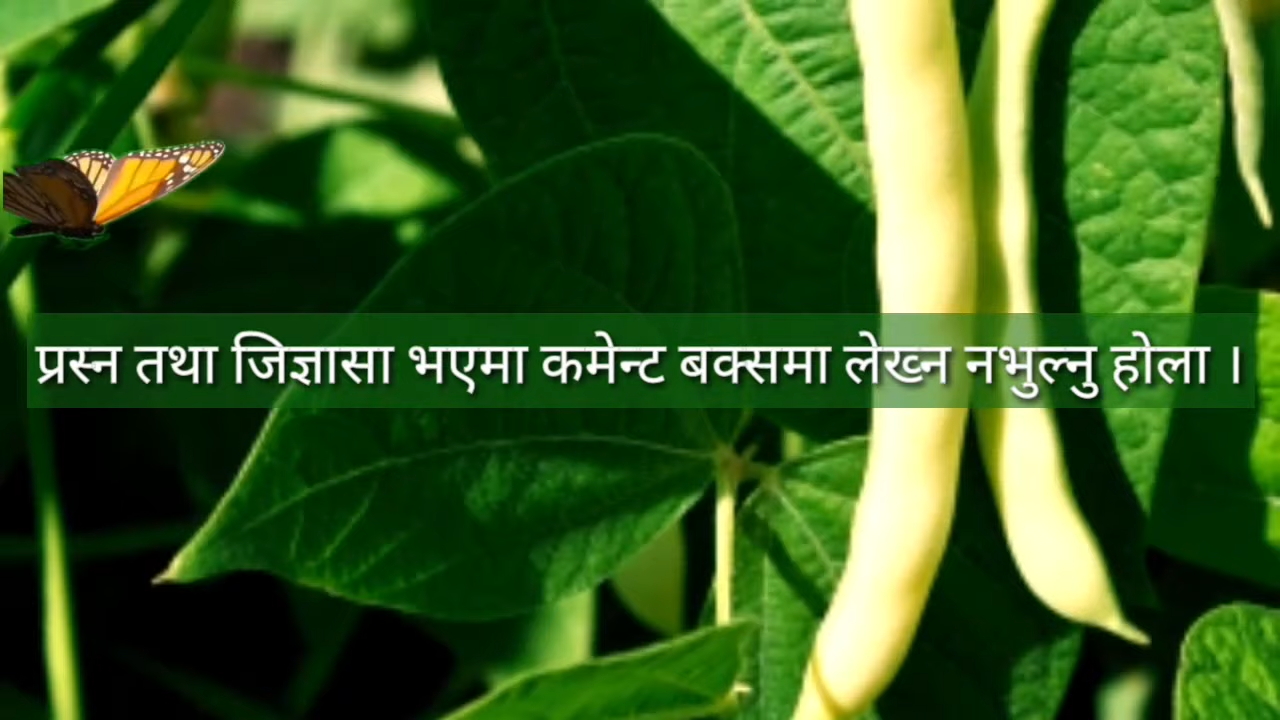 प्रस्न तथा जिज्ञासा भएमा कमेन्ट बक्समा लेख्न नभुल्नु होला ।